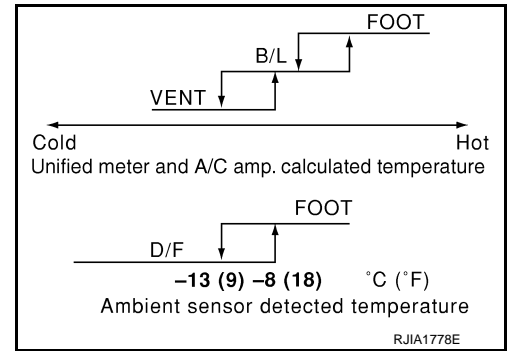 FOOT
B/L
VENT
Cold Hot
Unified meter and A/C amp. calculated temperature
FOOT
D/F
–13 (9) –8 (18) °C (°F)
Ambient sensor detected temperature
RJIA1778E